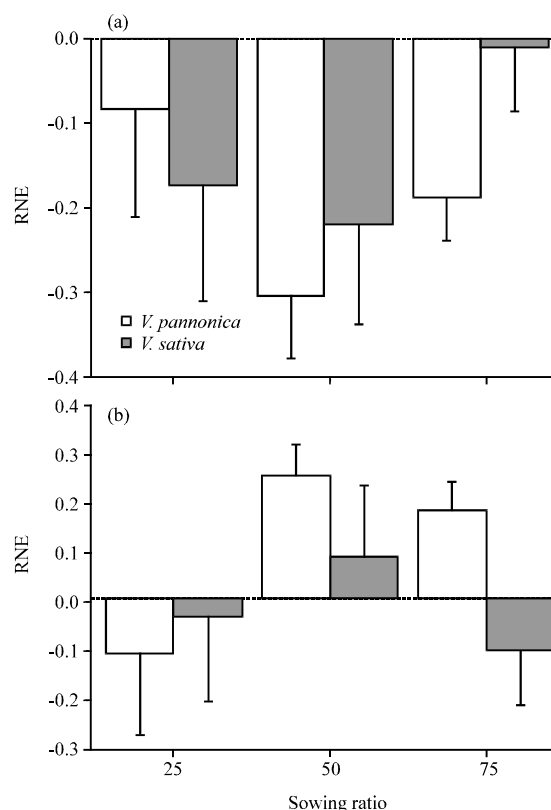 (a)
0.0
-0.1
-0.2
-0.3
-0.4
RNE
V. pannonica
V. sativa
(b)
0.4
0.3
0.2
0.1
0.0
-0.1
-0.2
-0.3
RNE
25 50 75
Sowing ratio